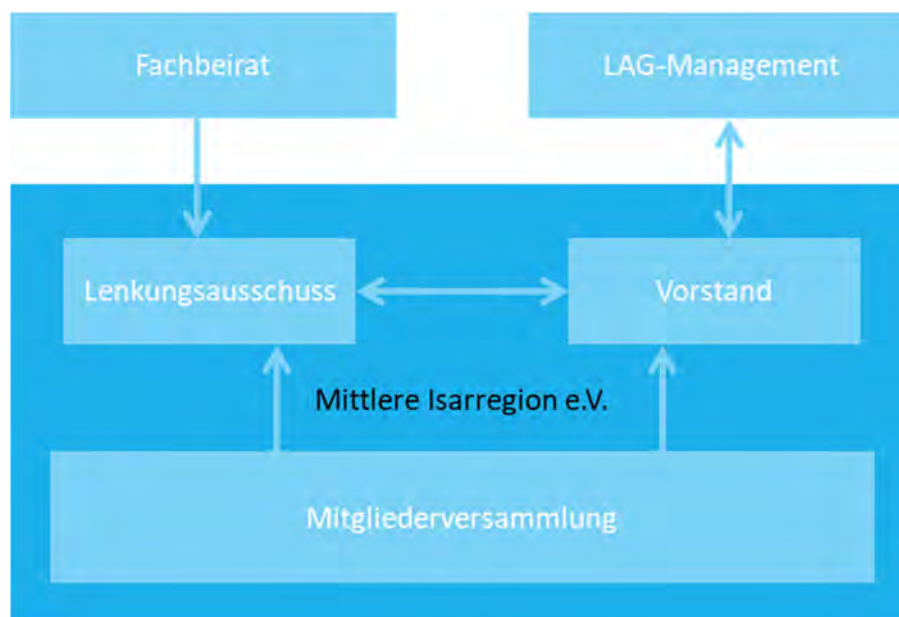 Fachbeirat
LAG-Management
Lenkungsausschuss
Vorstand
Mittlere Isarregion e.V.
Mitgliederversammlung